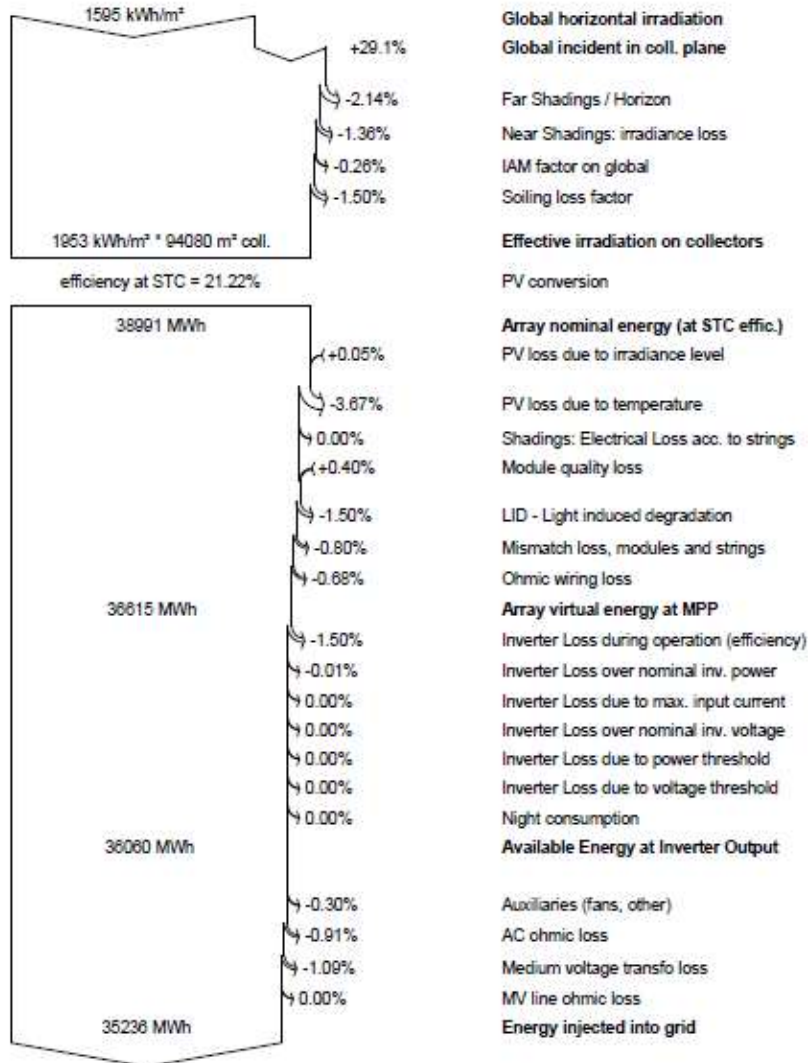 1595 kWh/m² Global horizontal irradiation
+29.1% Global incident in coll. plane
-2.14% Far Shadings / Horizon
-1.36% Near Shadings: irradiance loss
-0.26% IAM factor on global
-1.50% Soiling loss factor
1953 kWh/m² * 94080 m² coll. Effective irradiation on collectors
efficiency at STC = 21.22% PV conversion
38991 MWh Array nominal energy (at STC effic.)
+0.05% PV loss due to irradiance level
-3.67% PV loss due to temperature
0.00% Shadings: Electrical Loss acc. to strings
+0.40% Module quality loss
-1.50% LID - Light induced degradation
-0.80% Mismatch loss, modules and strings
-0.68% Ohmic wiring loss
36615 MWh Array virtual energy at MPP
-1.50% Inverter Loss during operation (efficiency)
-0.01% Inverter Loss over nominal inv. power
0.00% Inverter Loss due to max. input current
0.00% Inverter Loss over nominal inv. voltage
0.00% Inverter Loss due to power threshold
0.00% Inverter Loss due to voltage threshold
0.00% Night consumption
36060 MWh Available Energy at Inverter Output
-0.30% Auxiliaries (fans, other)
-0.91% AC ohmic loss
-1.09% Medium voltage transfo loss
0.00% MV line ohmic loss
35236 MWh Energy injected into grid